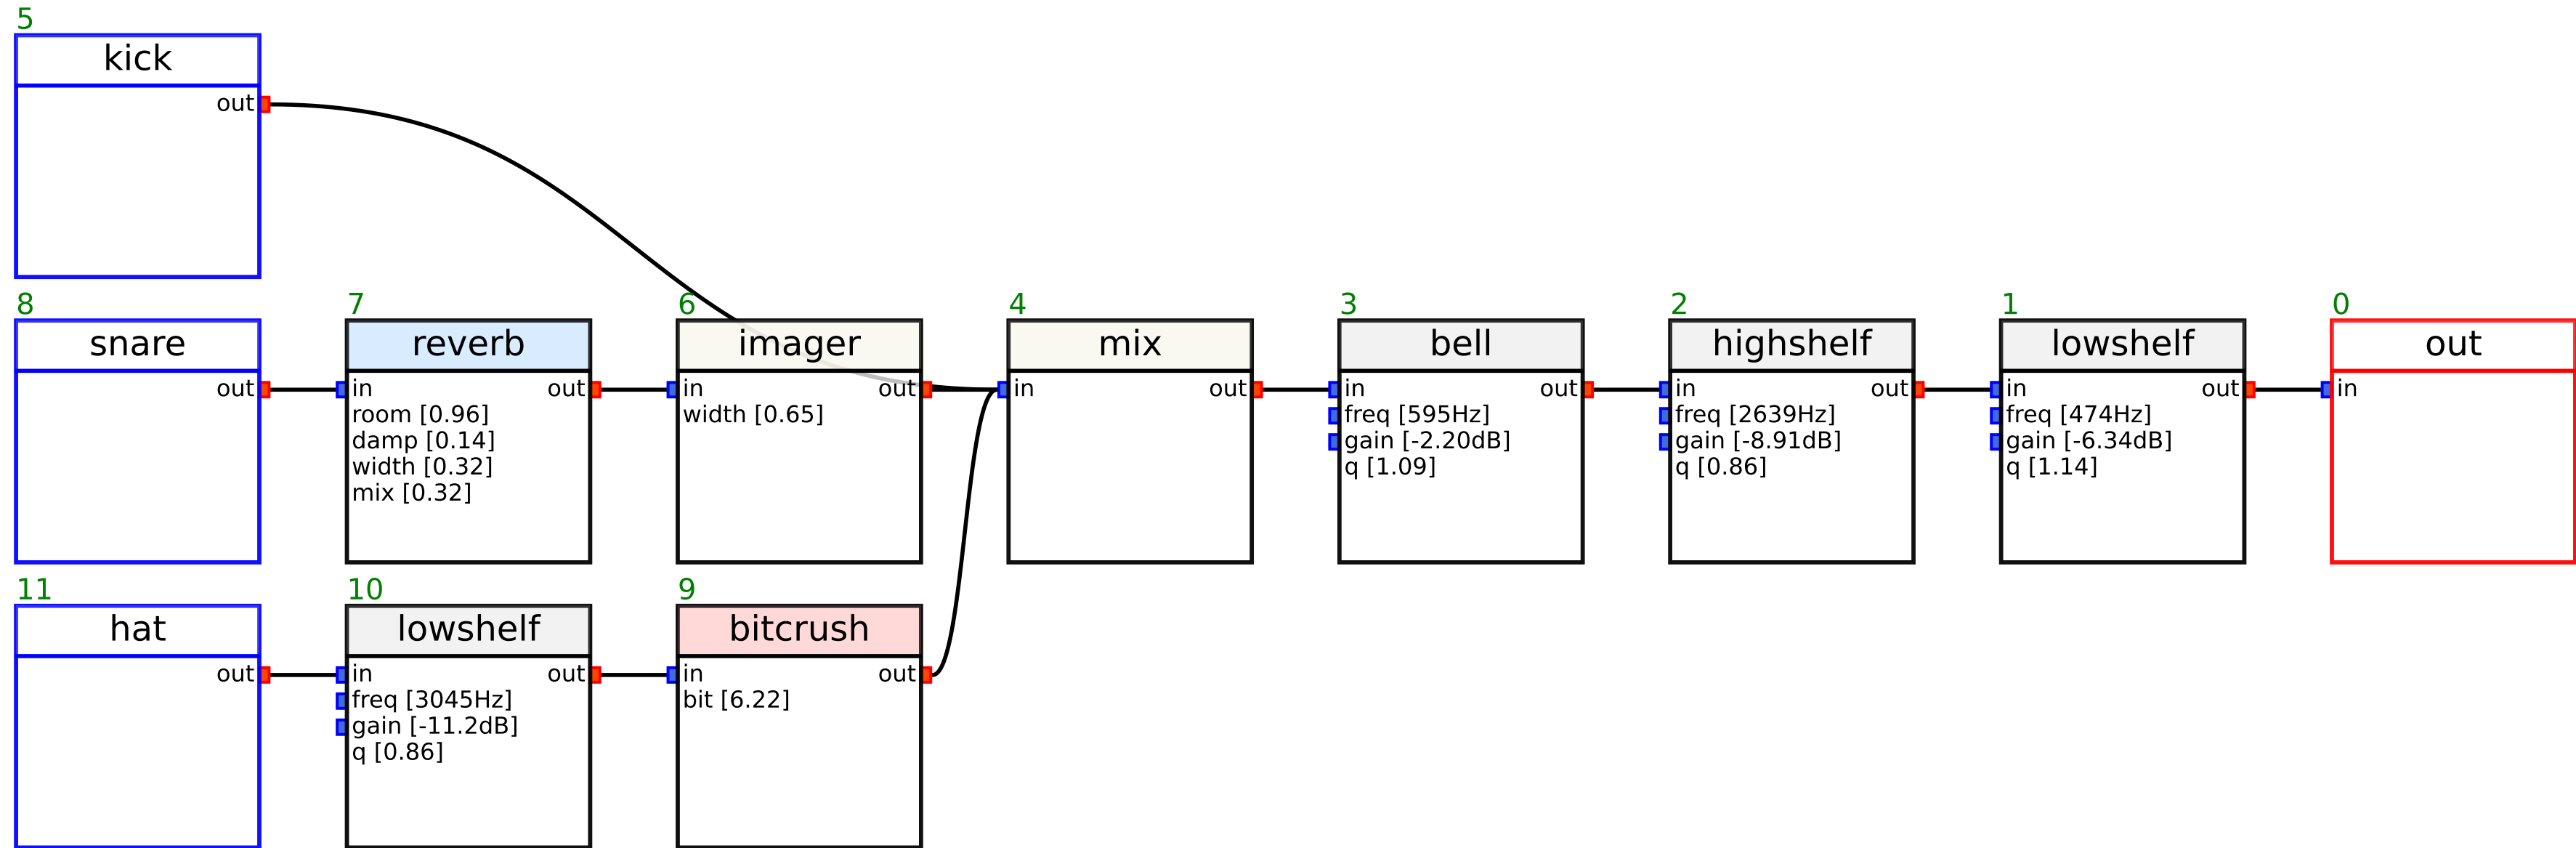 5
kick
out
8
snare
out
7
reverb
in out
room [0.96]
damp [0.14]
width [0.32]
mix [0.32]
6
imager
in out
width [0.65]
4
mix
in out
3
bell
in out
freq [595Hz]
gain [-2.20dB]
q [1.09]
2
highshelf
in out
freq [2639Hz]
gain [-8.91dB]
q [0.86]
1
lowshelf
in out
freq [474Hz]
gain [-6.34dB]
q [1.14]
0
out
in
11
hat
out
10
lowshelf
in out
freq [3045Hz]
gain [-11.2dB]
q [0.86]
9
bitcrush
in out
bit [6.22]